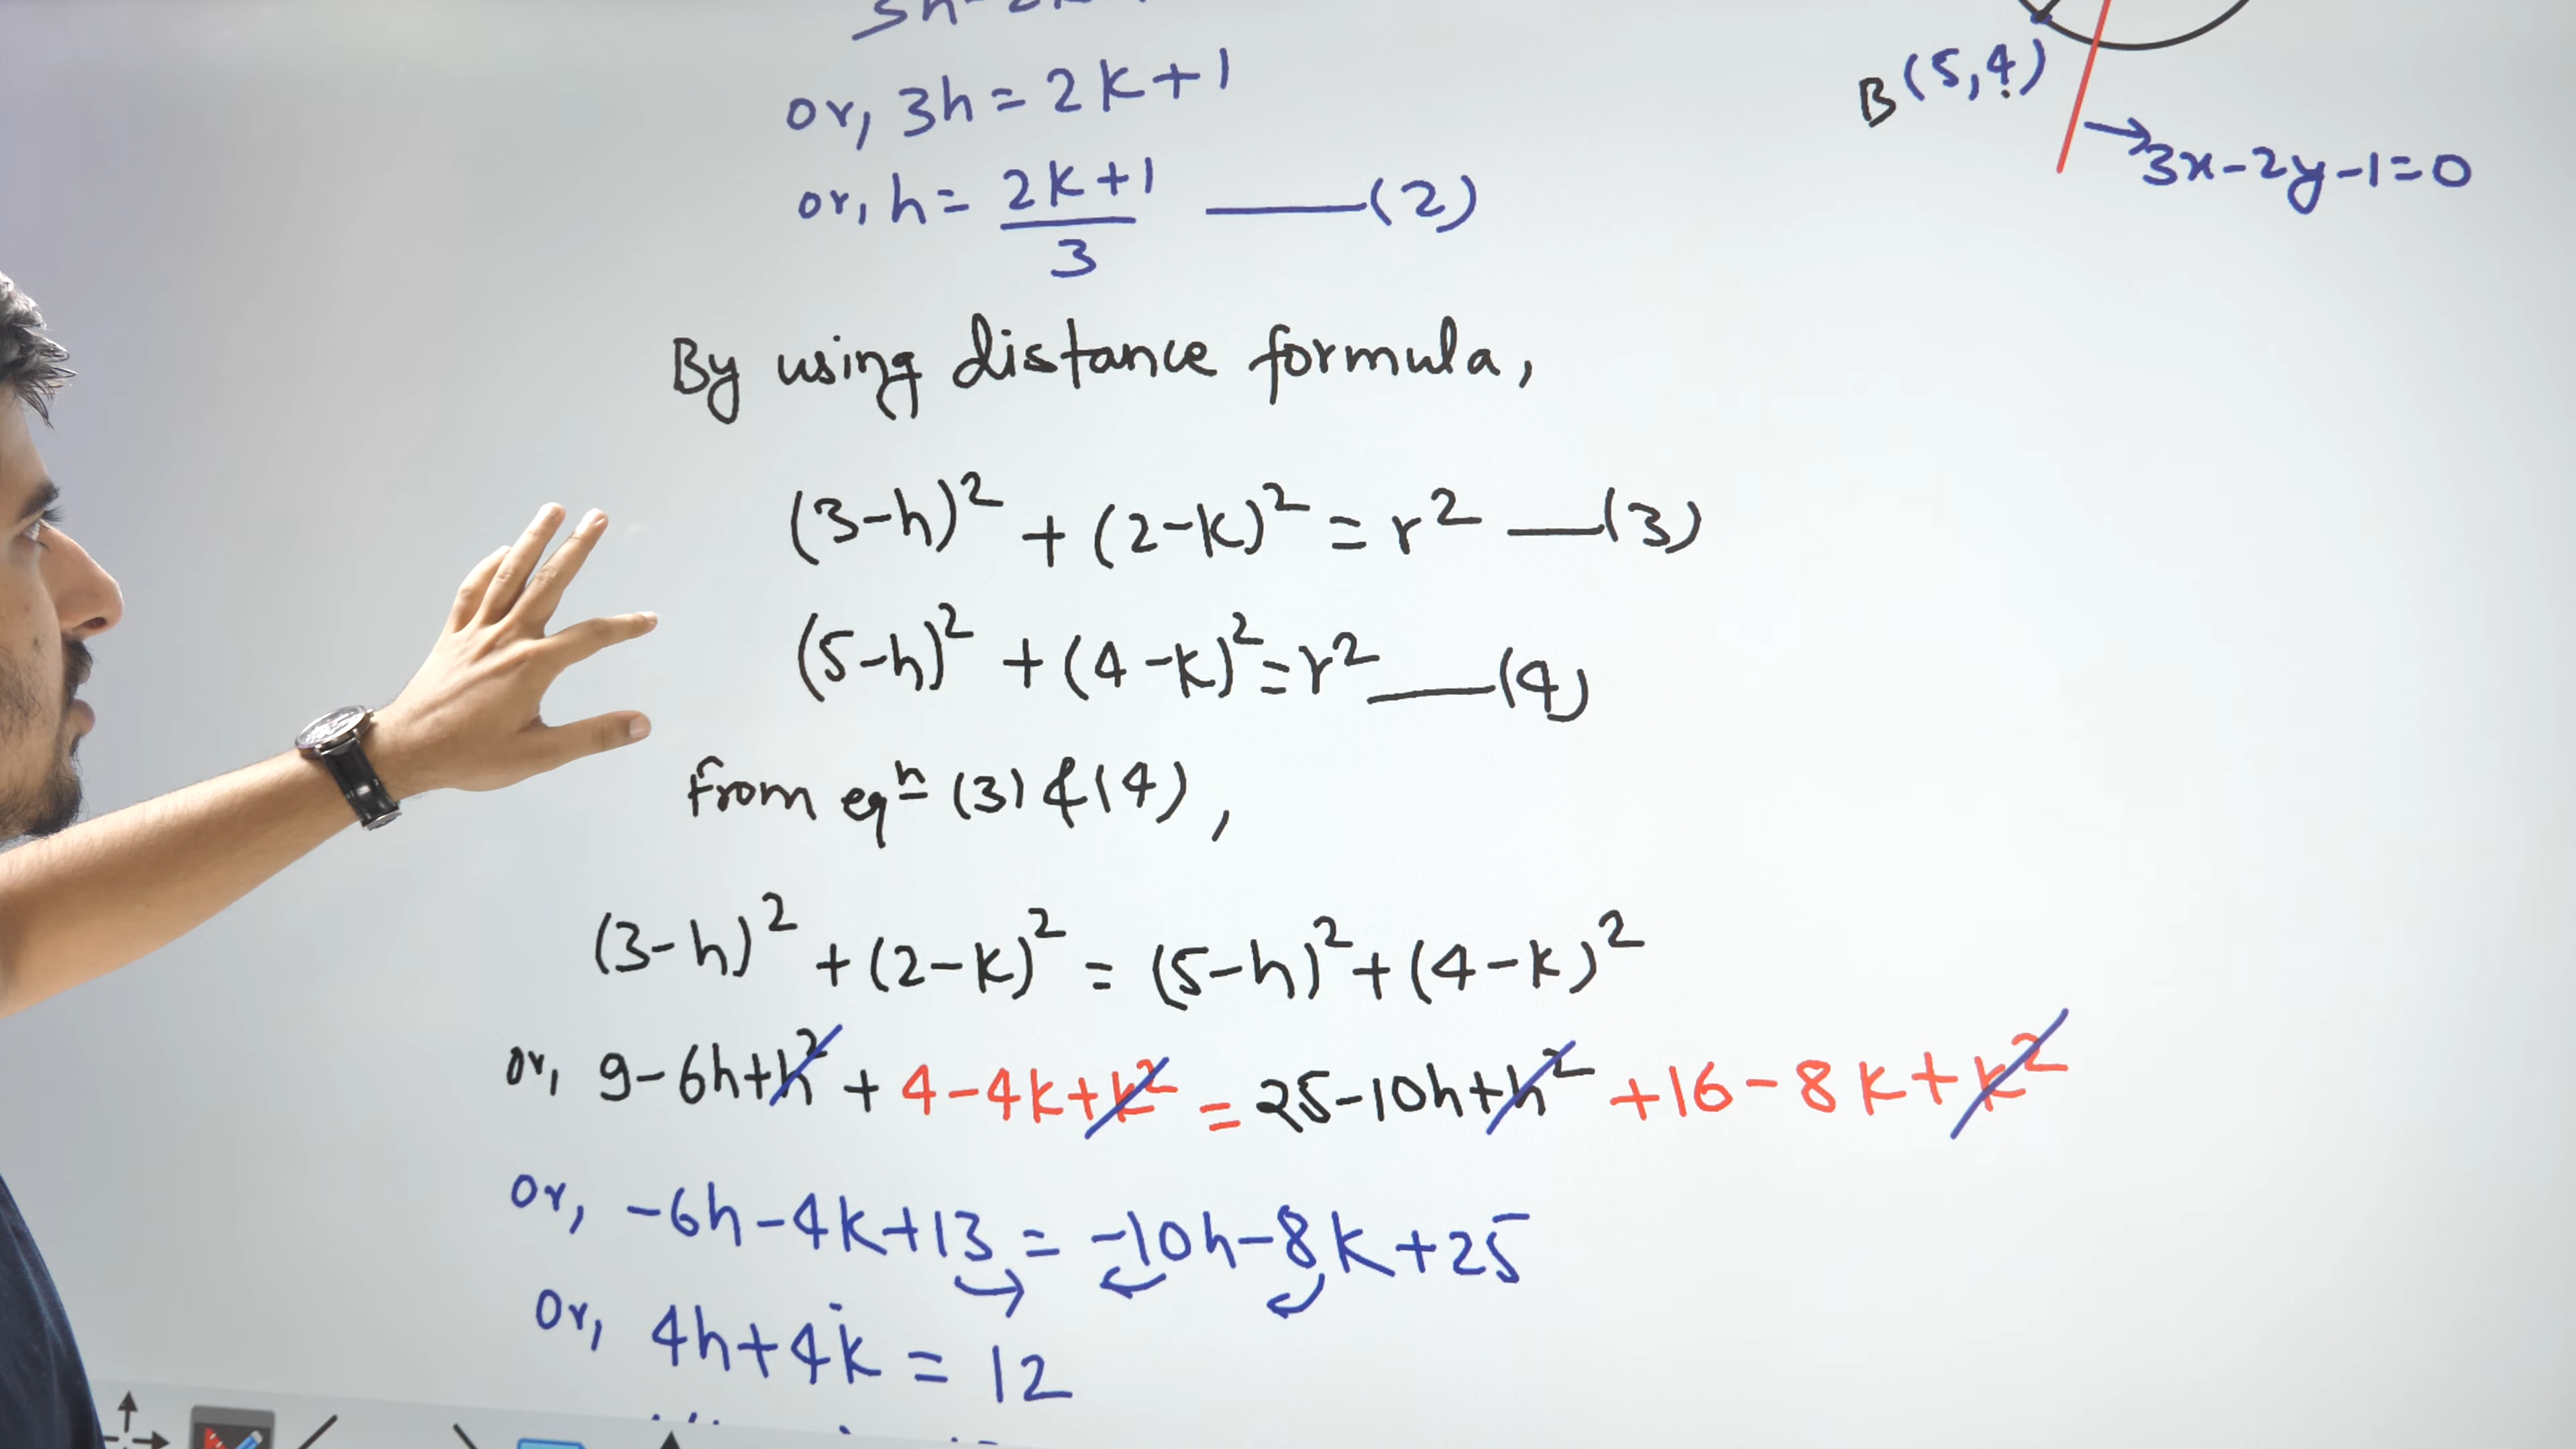 or, 3h = 2k+1
or, h = 2k+1 / 3 —(2)
B(5,4)
→3x-2y-1=0
By using distance formula,
(3-h)² + (2-k)² = r² —(3)
(5-h)² + (4-k)² = r² —(4)
From eqⁿ (3) & (4),
(3-h)² + (2-k)² = (5-h)² + (4-k)²
or, 9-6h+h² + 4-4k+k² = 25-10h+h² +16-8k+k²
or, -6h-4k+13 = -10h-8k+25
or, 4h+4k = 12